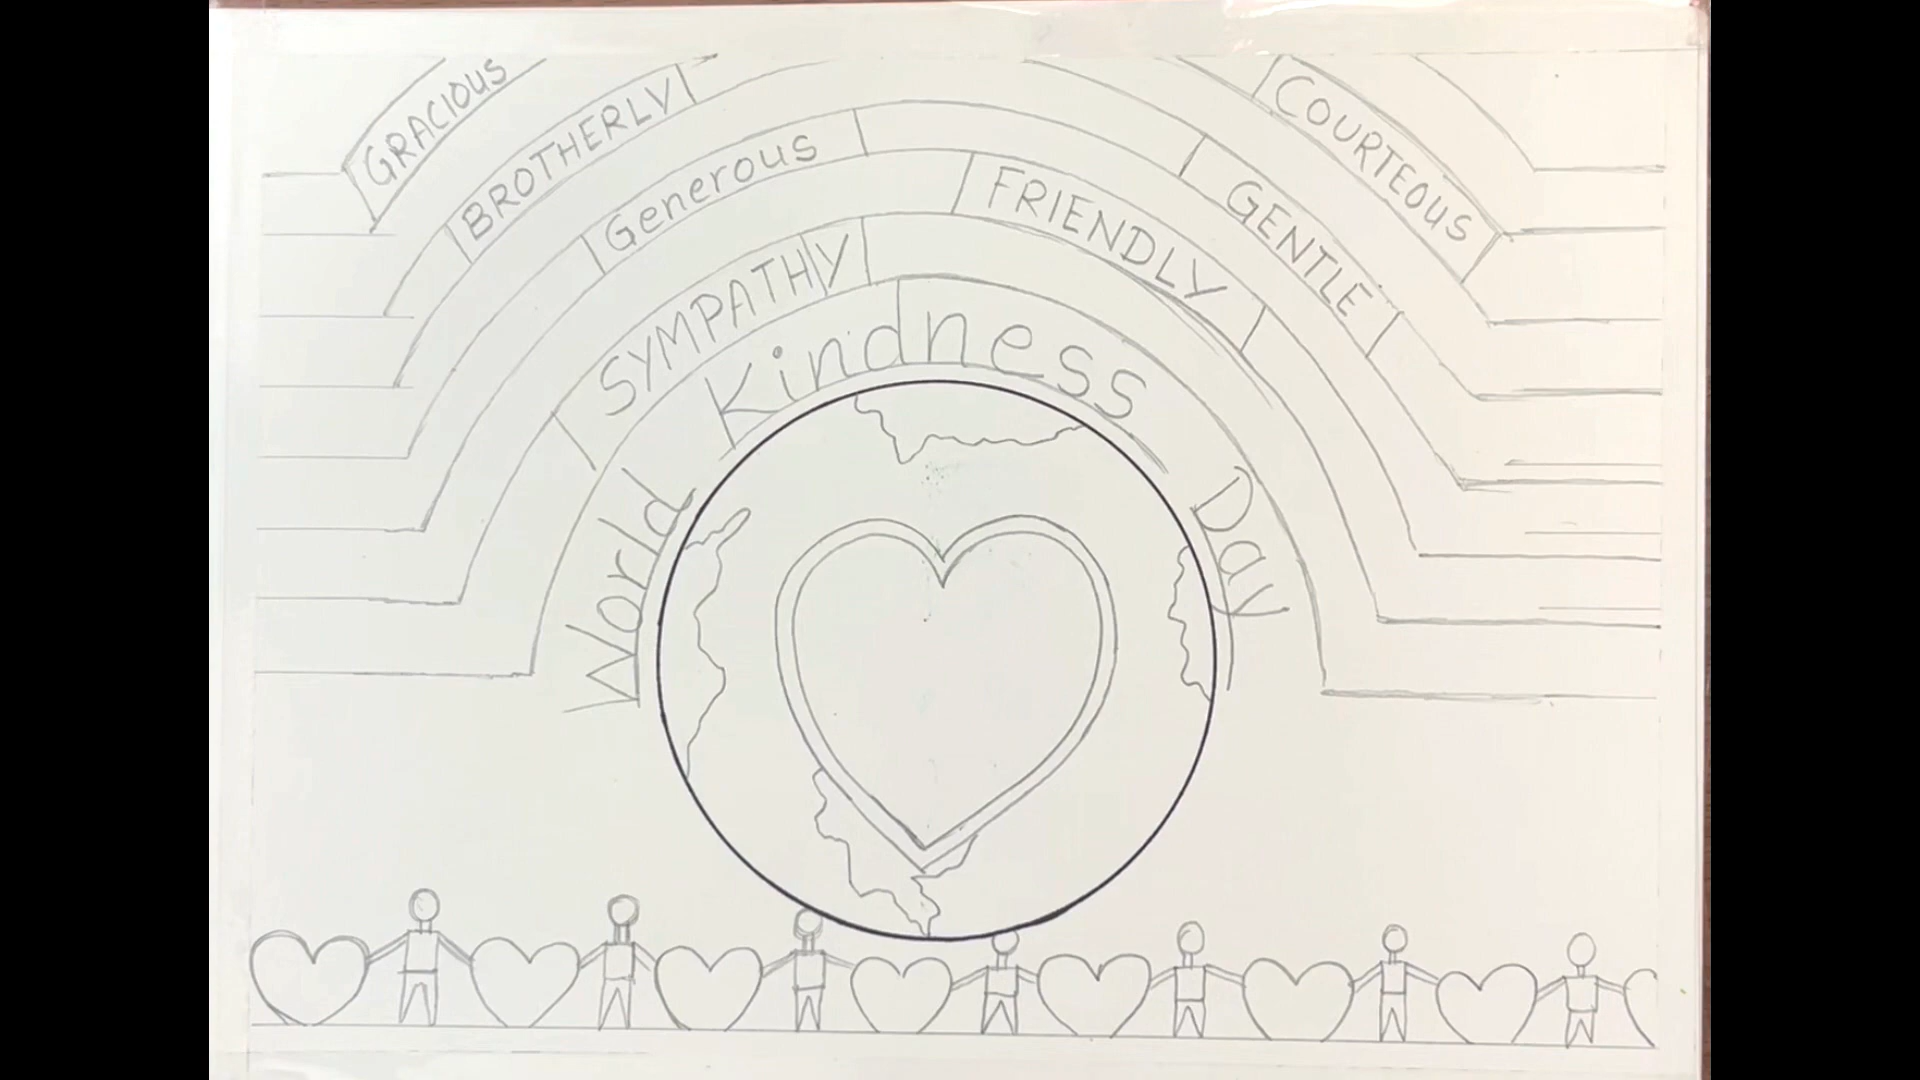 GRACIOUS
BROTHERLY
COURTEOUS
Generous
GENTLE
FRIENDLY
SYMPATHY
World Kindness Day